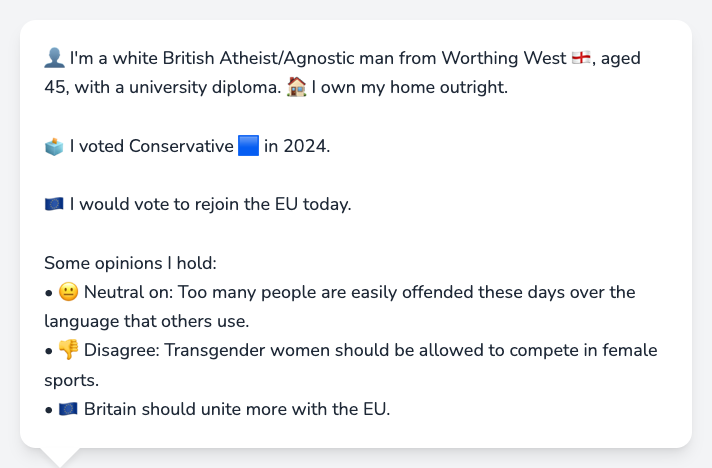 👤 I'm a white British Atheist/Agnostic man from Worthing West 🏴󠁧󠁢󠁥󠁮󠁧󠁿, aged
45, with a university diploma. 🏠 I own my home outright.
🗳️ I voted Conservative 🟦 in 2024.
🇪🇺 I would vote to rejoin the EU today.
Some opinions I hold:
• 😐 Neutral on: Too many people are easily offended these days over the
language that others use.
• 👎 Disagree: Transgender women should be allowed to compete in female
sports.
• 🇪🇺 Britain should unite more with the EU.